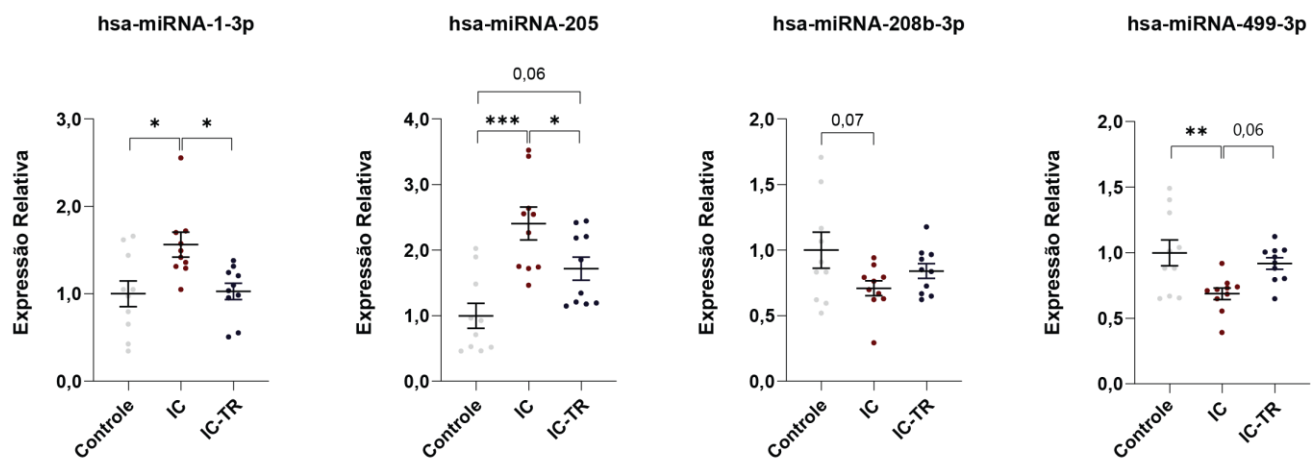 hsa-miRNA-1-3p
Expressão Relativa
3,0
2,0
1,0
0,0
*
*
Controle
IC
IC-TR
hsa-miRNA-205
Expressão Relativa
4,0
3,0
2,0
1,0
0,0
0,06
***
*
Controle
IC
IC-TR
hsa-miRNA-208b-3p
Expressão Relativa
2,0
1,5
1,0
0,5
0,0
0,07
Controle
IC
IC-TR
hsa-miRNA-499-3p
Expressão Relativa
2,0
1,5
1,0
0,5
0,0
**
0,06
Controle
IC
IC-TR